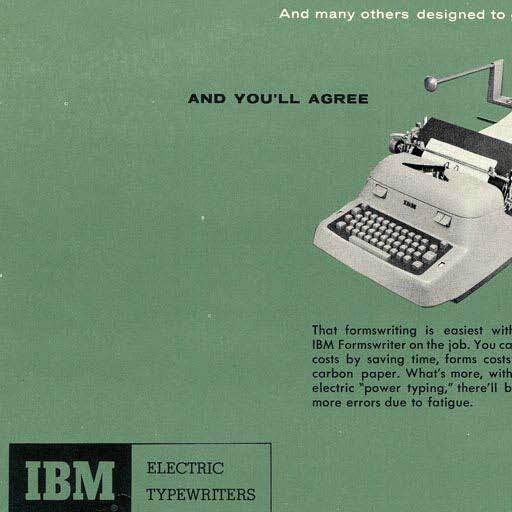 And many others designed to
AND YOU'LL AGREE
IBM
That formswriting is easiest with
IBM Formswriter on the job. You ca
costs by saving time, forms costs
carbon paper. What's more, with
electric "power typing," there'll b
more errors due to fatigue.
IBM
ELECTRIC
TYPEWRITERS